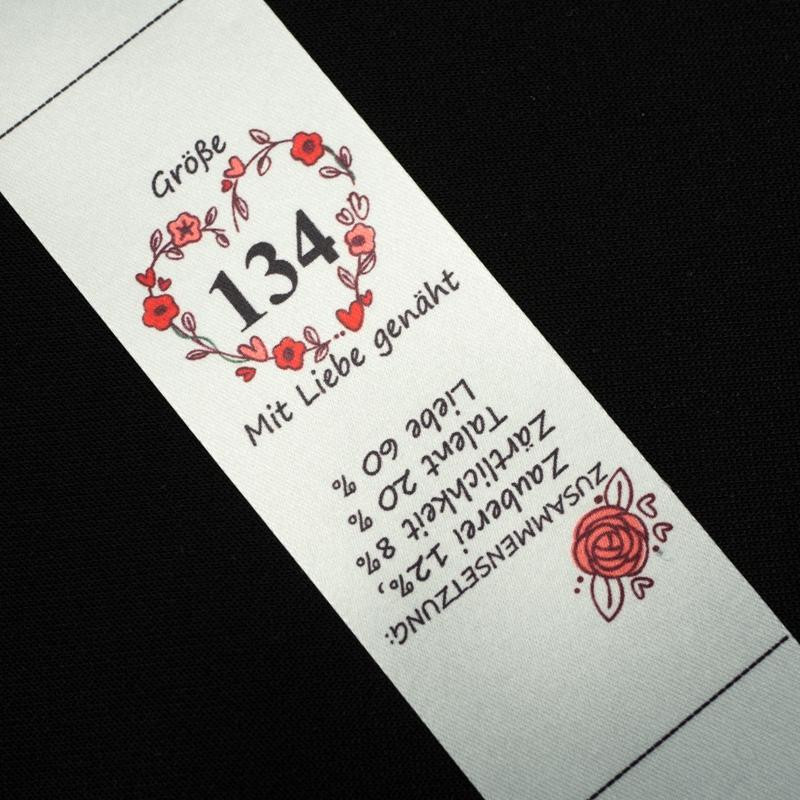 Größe
134
Mit Liebe genäht
ZUSAMMENSETZUNG:
Zauberei 12%,
Zärtlichkeit 8%
Talent 20 %
Liebe 60 %